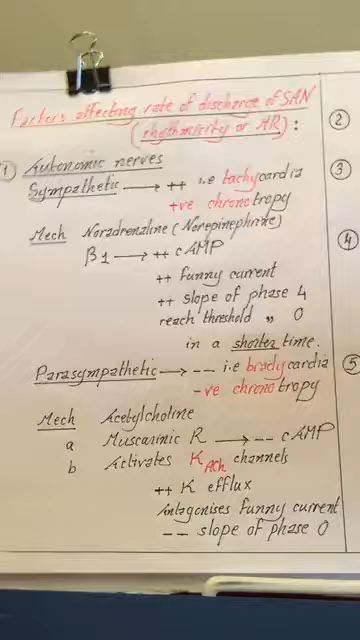 Factors affecting rate of discharge of SAN
(rhythmicity or HR):
① Autonomic nerves
Sympathetic → ++ i.e tachycardia
+ve chronotropy
Mech Noradrenaline (Norepinephrine)
β1 → ++ cAMP
++ funny current
++ slope of phase 4
reach threshold ,, 0
in a shorter time.
Parasympathetic → -- i.e bradycardia
-ve chronotropy
Mech Acetylcholine
a Muscarinic R → -- cAMP
b Activates K ACh channels
++ K efflux
Antagonises funny current
-- slope of phase 0
②
③
④
⑤